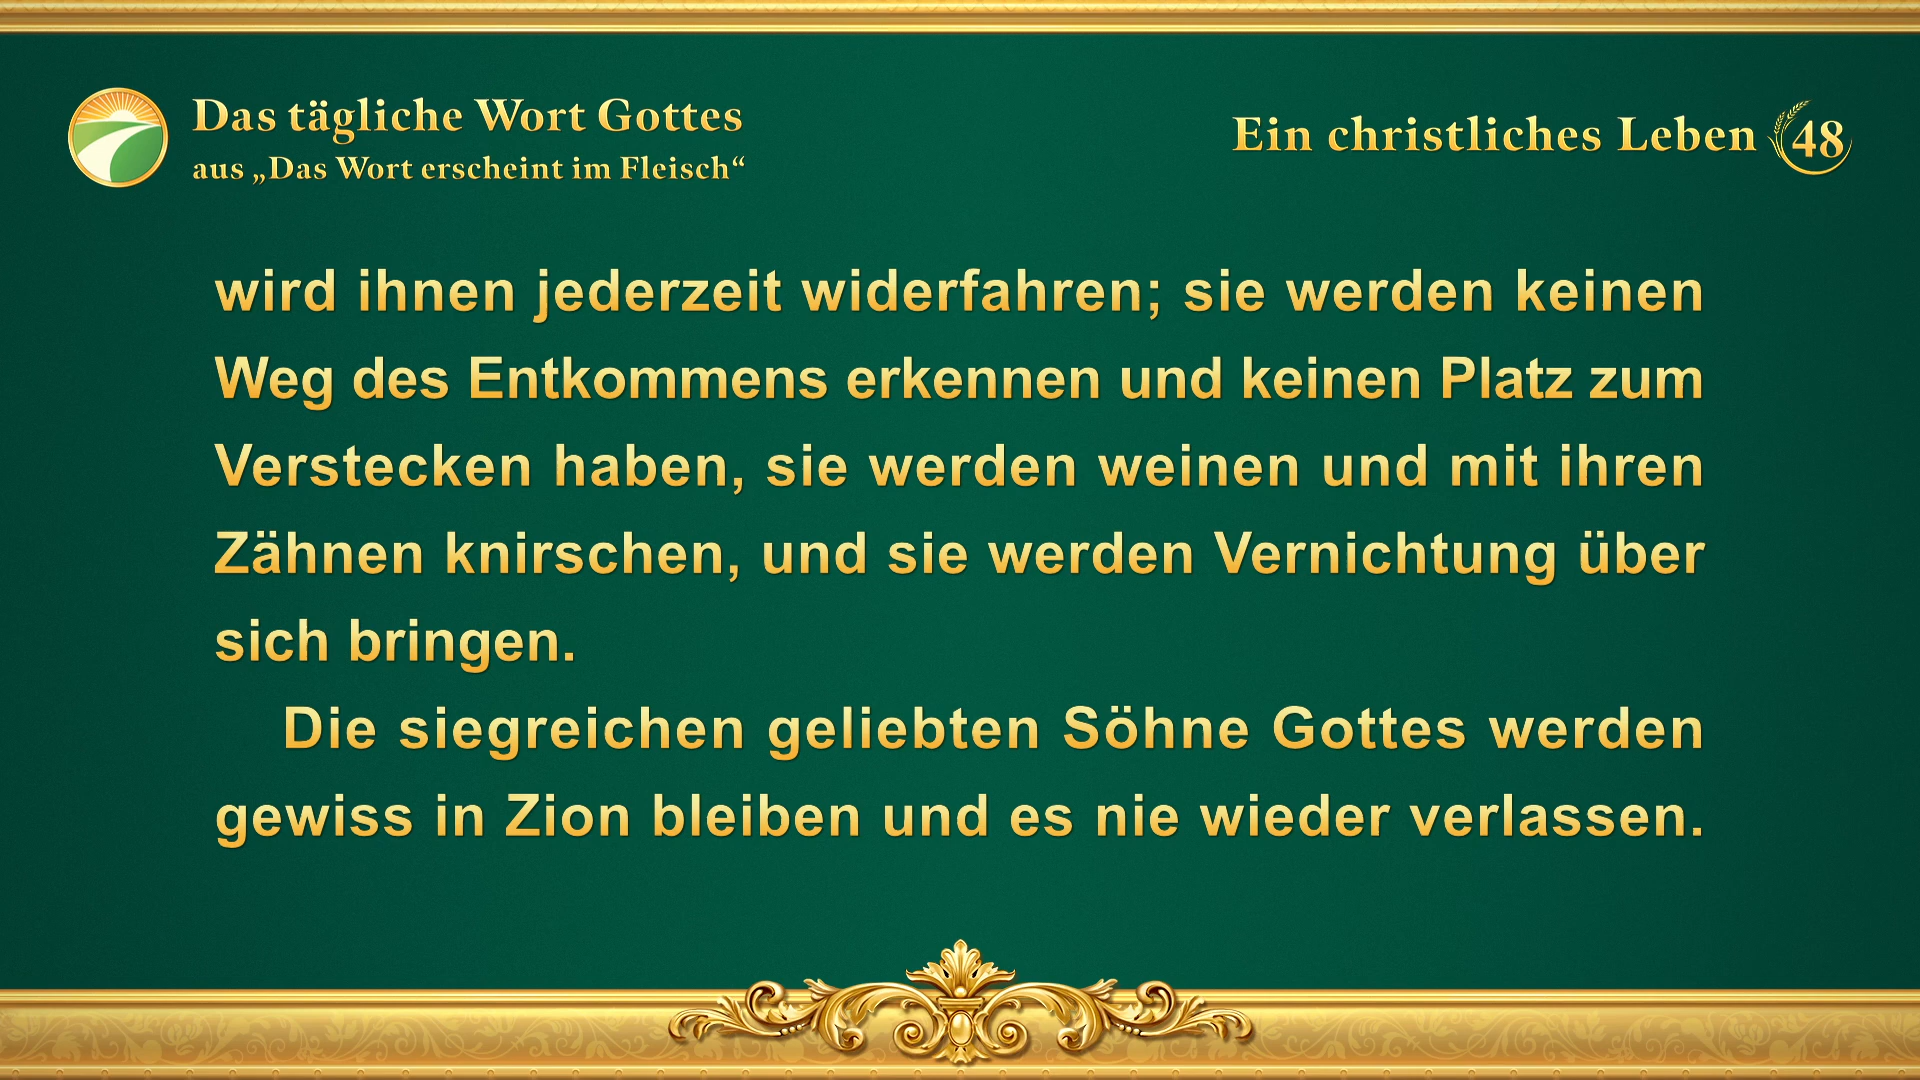 Das tägliche Wort Gottes
aus „Das Wort erscheint im Fleisch“
Ein christliches Leben 48
wird ihnen jederzeit widerfahren; sie werden keinen
Weg des Entkommens erkennen und keinen Platz zum
Verstecken haben, sie werden weinen und mit ihren
Zähnen knirschen, und sie werden Vernichtung über
sich bringen.
Die siegreichen geliebten Söhne Gottes werden
gewiss in Zion bleiben und es nie wieder verlassen.